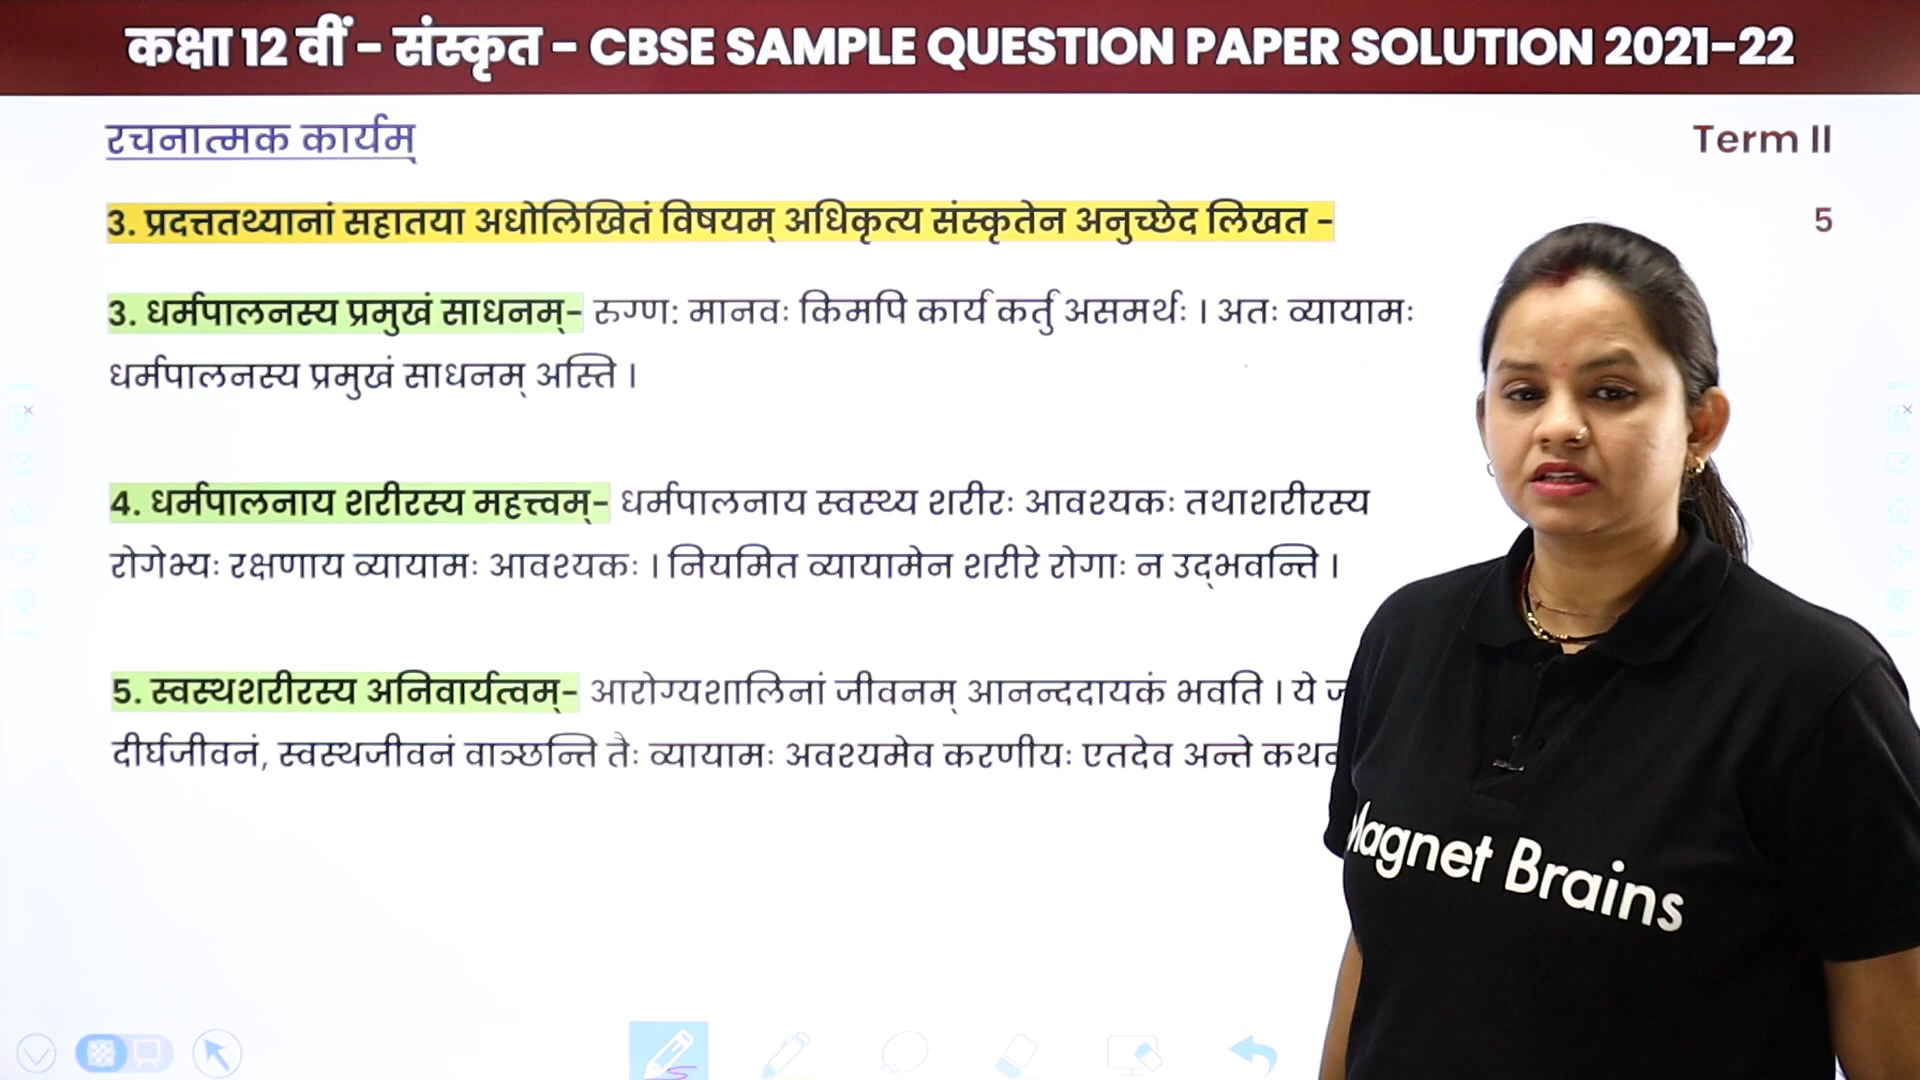 कक्षा 12 वीं - संस्कृत - CBSE SAMPLE QUESTION PAPER SOLUTION 2021-22
रचनात्मक कार्यम्
Term II
3. प्रदत्ततथ्यानां सहातया अधोलिखितं विषयम् अधिकृत्य संस्कृतेन अनुच्छेद लिखत -
5
3. धर्मपालनस्य प्रमुखं साधनम्- रुग्ण: मानवः किमपि कार्य कर्तु असमर्थः । अतः व्यायामः
धर्मपालनस्य प्रमुखं साधनम् अस्ति ।
4. धर्मपालनाय शरीरस्य महत्त्वम्- धर्मपालनाय स्वस्थ्य शरीरः आवश्यकः तथाशरीरस्य
रोगेभ्यः रक्षणाय व्यायामः आवश्यकः । नियमित व्यायामेन शरीरे रोगाः न उद्भवन्ति ।
5. स्वस्थशरीरस्य अनिवार्यत्वम्- आरोग्यशालिनां जीवनम् आनन्ददायकं भवति । ये
दीर्घजीवनं, स्वस्थजीवनं वाञ्छन्ति तैः व्यायामः अवश्यमेव करणीयः एतदेव अन्ते
Magnet Brains